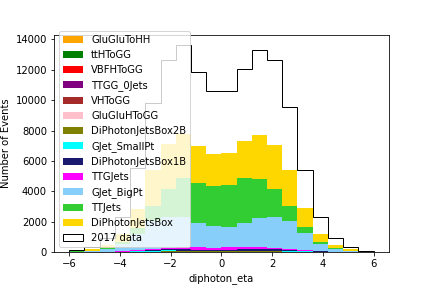 14000
12000
10000
8000
6000
4000
2000
0
Number of Events
GluGluToHH
ttHToGG
VBFHToGG
TTGG_0Jets
VHToGG
GluGluHToGG
DiPhotonJetsBox2B
GJet_SmallPt
DiPhotonJetsBox1B
TTGJets
GJet_BigPt
TTJets
DiPhotonJetsBox
2017 data
−6
−4
−2
0
2
4
6
diphoton_eta